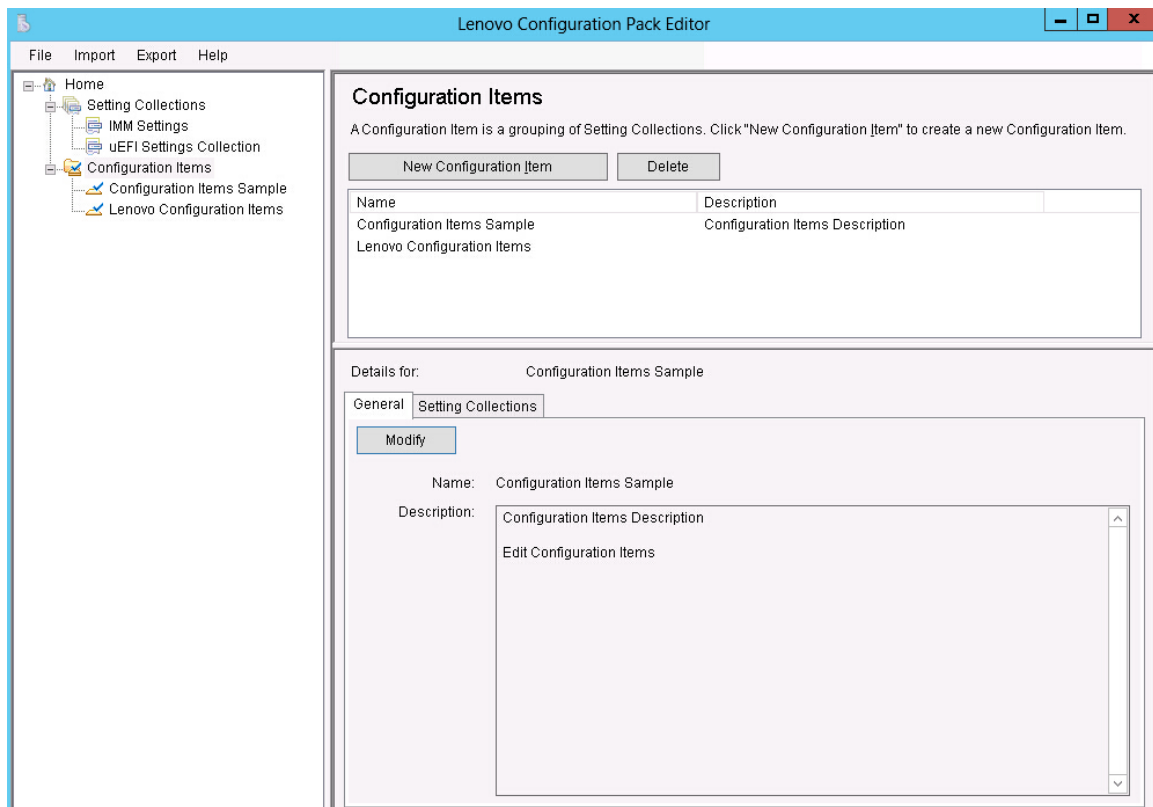 Lenovo Configuration Pack Editor
File Import Export Help
Home
Setting Collections
IMM Settings
uEFI Settings Collection
Configuration Items
Configuration Items Sample
Lenovo Configuration Items
Configuration Items
A Configuration Item is a grouping of Setting Collections. Click "New Configuration Item" to create a new Configuration Item.
New Configuration Item Delete
Name Description
Configuration Items Sample Configuration Items Description
Lenovo Configuration Items
Details for: Configuration Items Sample
General Setting Collections
Modify
Name: Configuration Items Sample
Description: Configuration Items Description
Edit Configuration Items